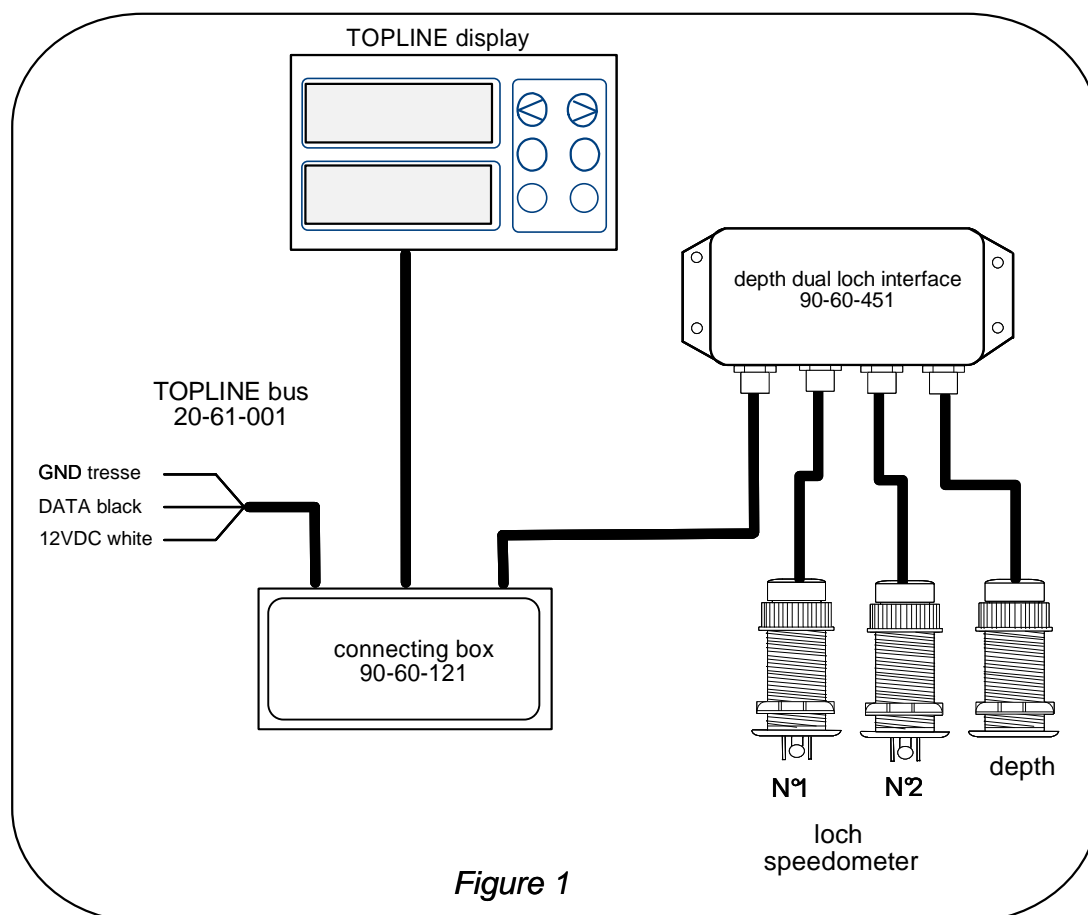 TOPLINE display
depth dual loch interface
90-60-451
TOPLINE bus
20-61-001
GND tresse
DATA black
12VDC white
connecting box
90-60-121
N°1
N°2
depth
loch
speedometer
Figure 1